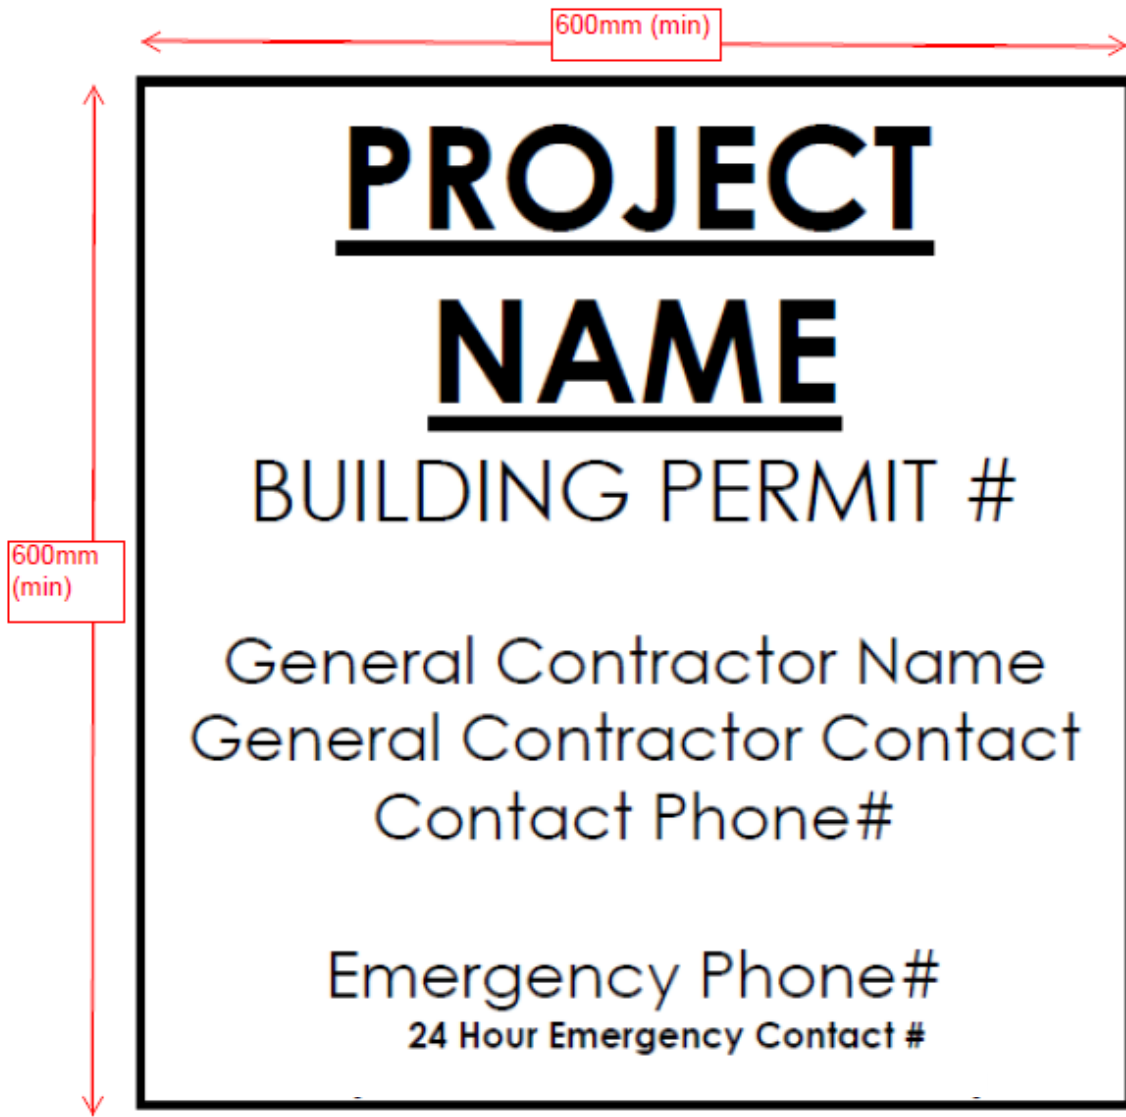 600mm (min)
PROJECT
NAME
BUILDING PERMIT #
600mm
(min)
General Contractor Name
General Contractor Contact
Contact Phone#
Emergency Phone#
24 Hour Emergency Contact #